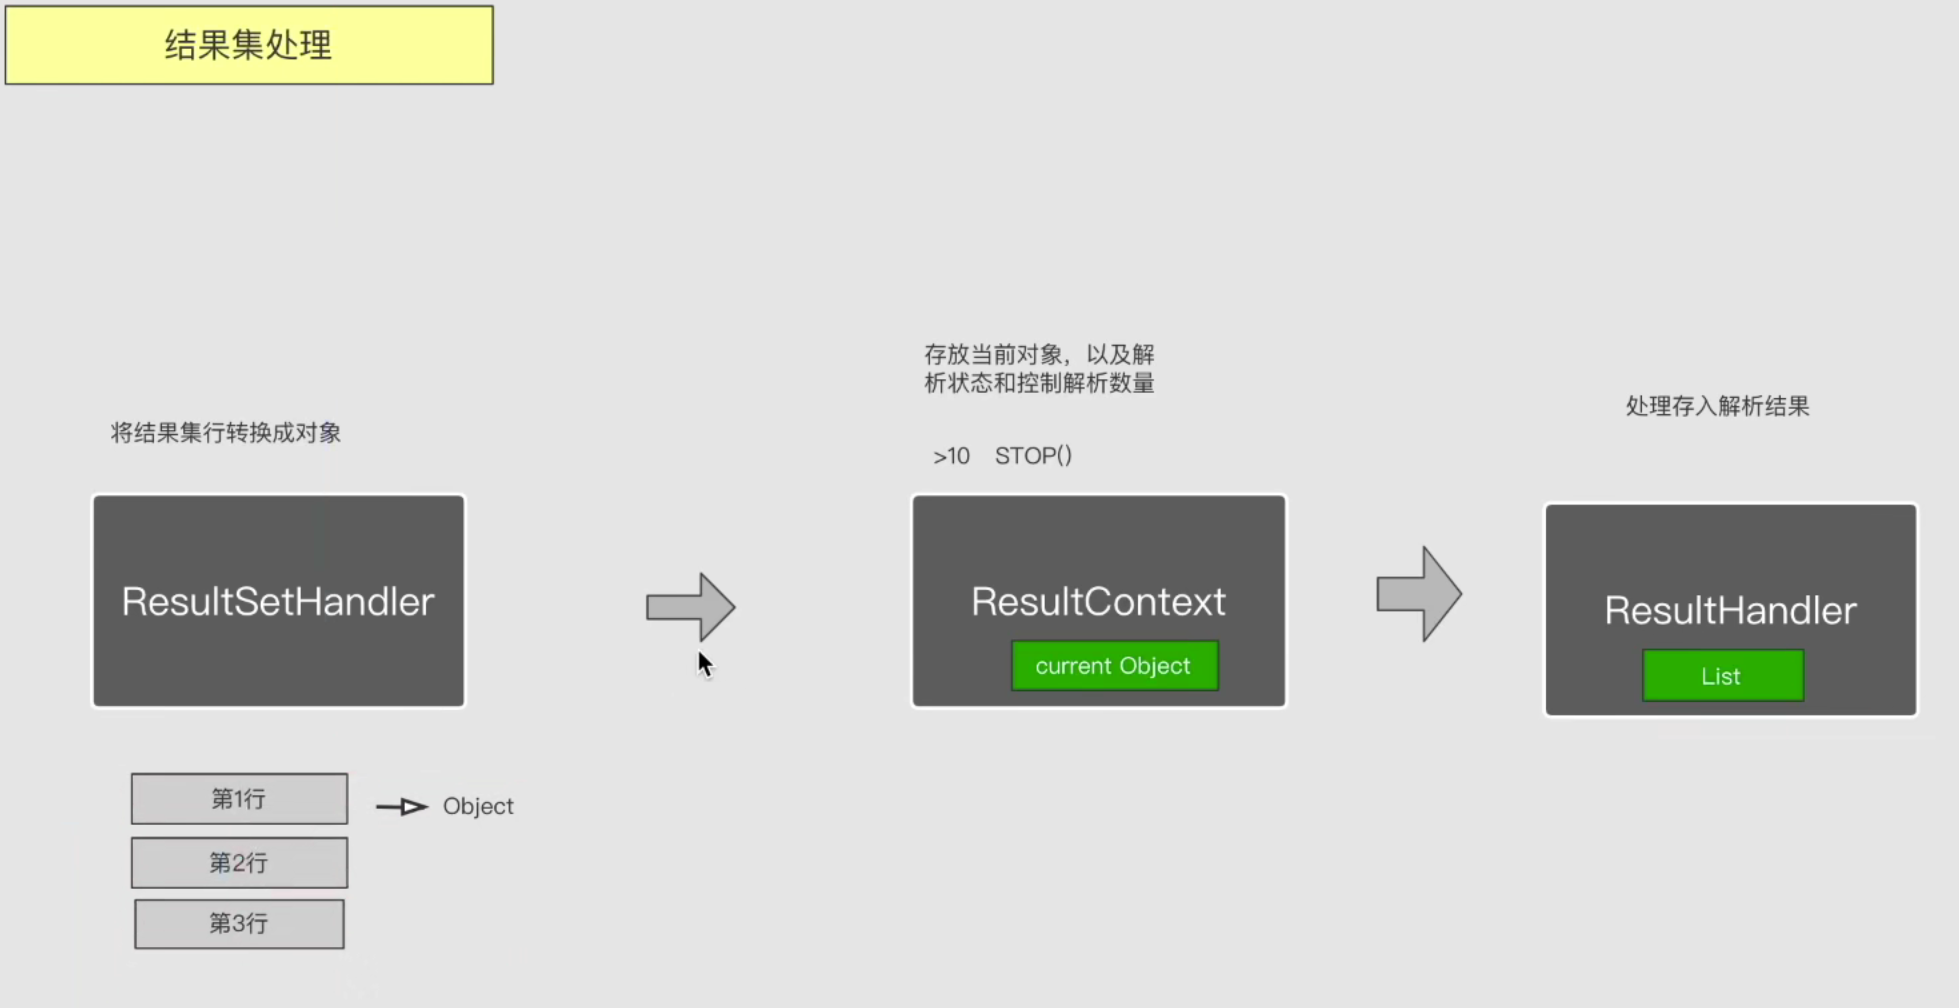 结果集处理
将结果集行转换成对象
ResultSetHandler
第1行
Object
第2行
第3行
存放当前对象，以及解
析状态和控制解析数量
>10 STOP()
ResultContext
current Object
处理存入解析结果
ResultHandler
List